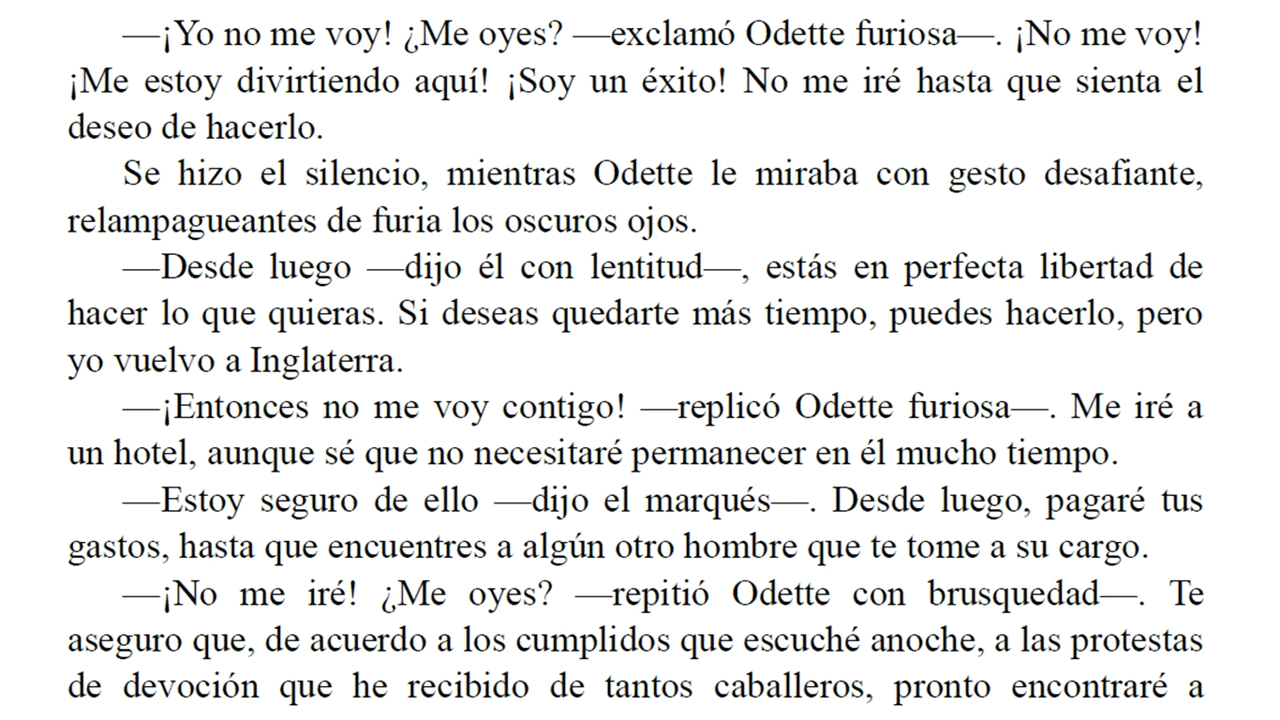 —¡Yo no me voy! ¿Me oyes? —exclamó Odette furiosa—. ¡No me voy!
¡Me estoy divirtiendo aquí! ¡Soy un éxito! No me iré hasta que sienta el
deseo de hacerlo.
Se hizo el silencio, mientras Odette le miraba con gesto desafiante,
relampagueantes de furia los oscuros ojos.
—Desde luego —dijo él con lentitud—, estás en perfecta libertad de
hacer lo que quieras. Si deseas quedarte más tiempo, puedes hacerlo, pero
yo vuelvo a Inglaterra.
—¡Entonces no me voy contigo! —replicó Odette furiosa—. Me iré a
un hotel, aunque sé que no necesitaré permanecer en él mucho tiempo.
—Estoy seguro de ello —dijo el marqués—. Desde luego, pagaré tus
gastos, hasta que encuentres a algún otro hombre que te tome a su cargo.
—¡No me iré! ¿Me oyes? —repitió Odette con brusquedad—. Te
aseguro que, de acuerdo a los cumplidos que escuché anoche, a las protestas
de devoción que he recibido de tantos caballeros, pronto encontraré a